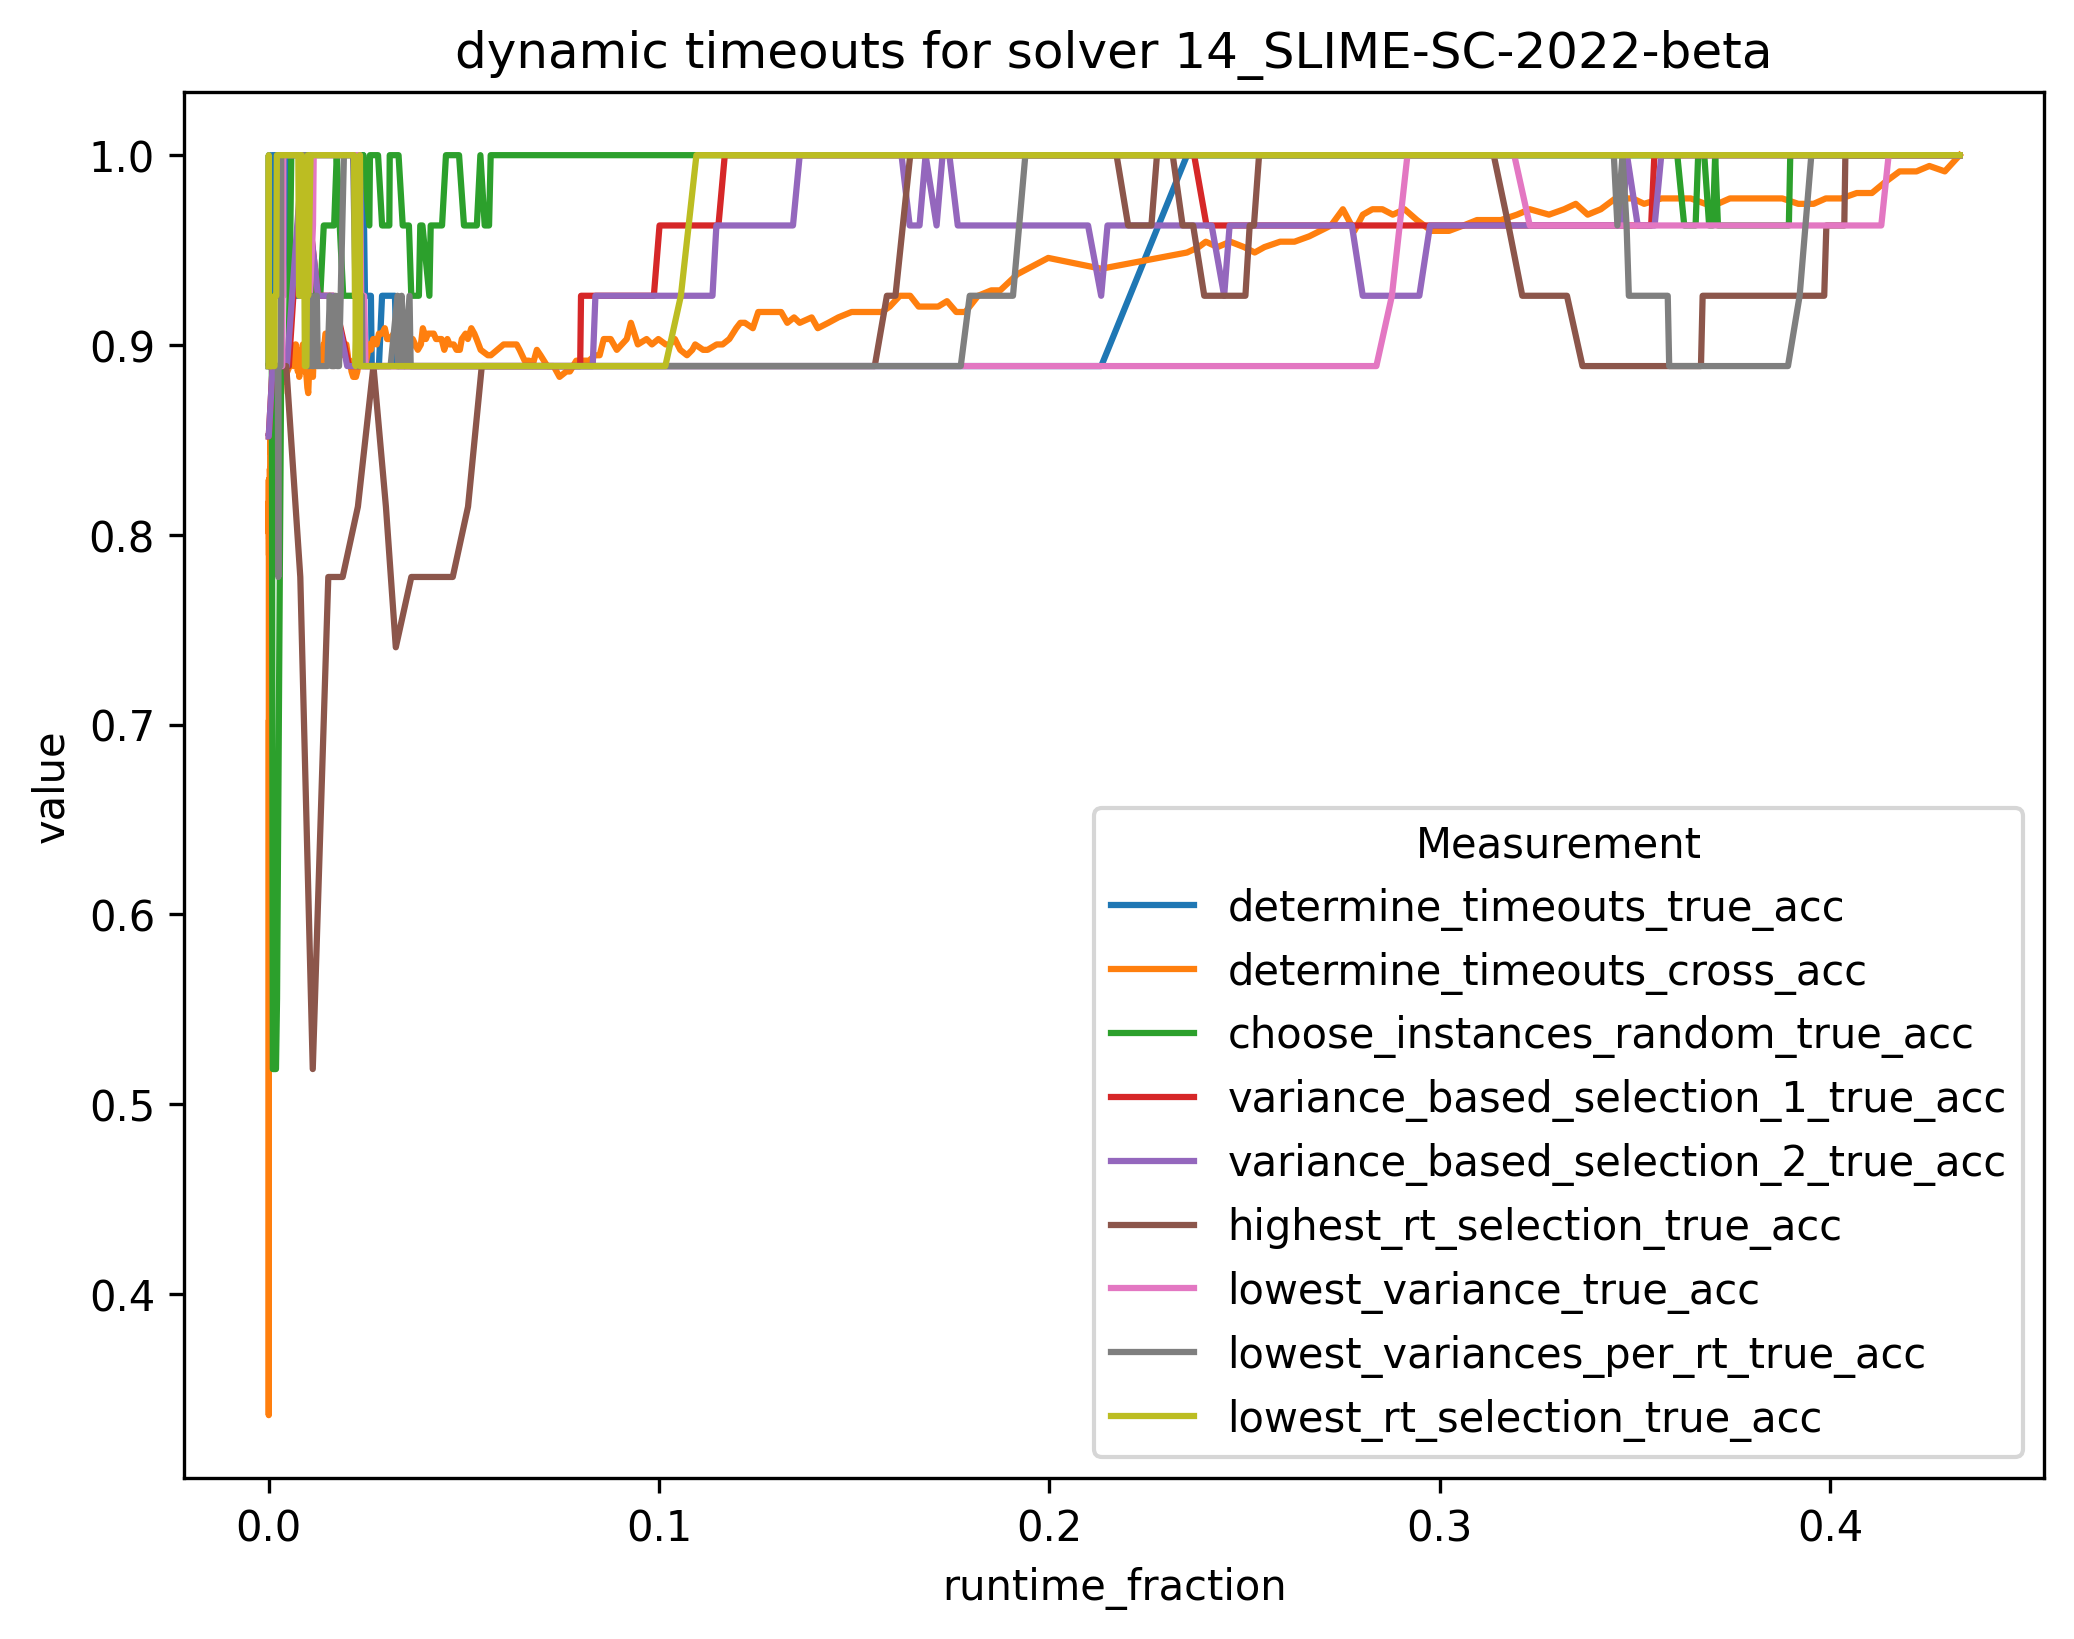 dynamic timeouts for solver 14_SLIME-SC-2022-beta
1.0
0.9
0.8
0.7
0.6
0.5
0.4
value
Measurement
determine_timeouts_true_acc
determine_timeouts_cross_acc
choose_instances_random_true_acc
variance_based_selection_1_true_acc
variance_based_selection_2_true_acc
highest_rt_selection_true_acc
lowest_variance_true_acc
lowest_variances_per_rt_true_acc
lowest_rt_selection_true_acc
0.0
0.1
0.2
0.3
0.4
runtime_fraction